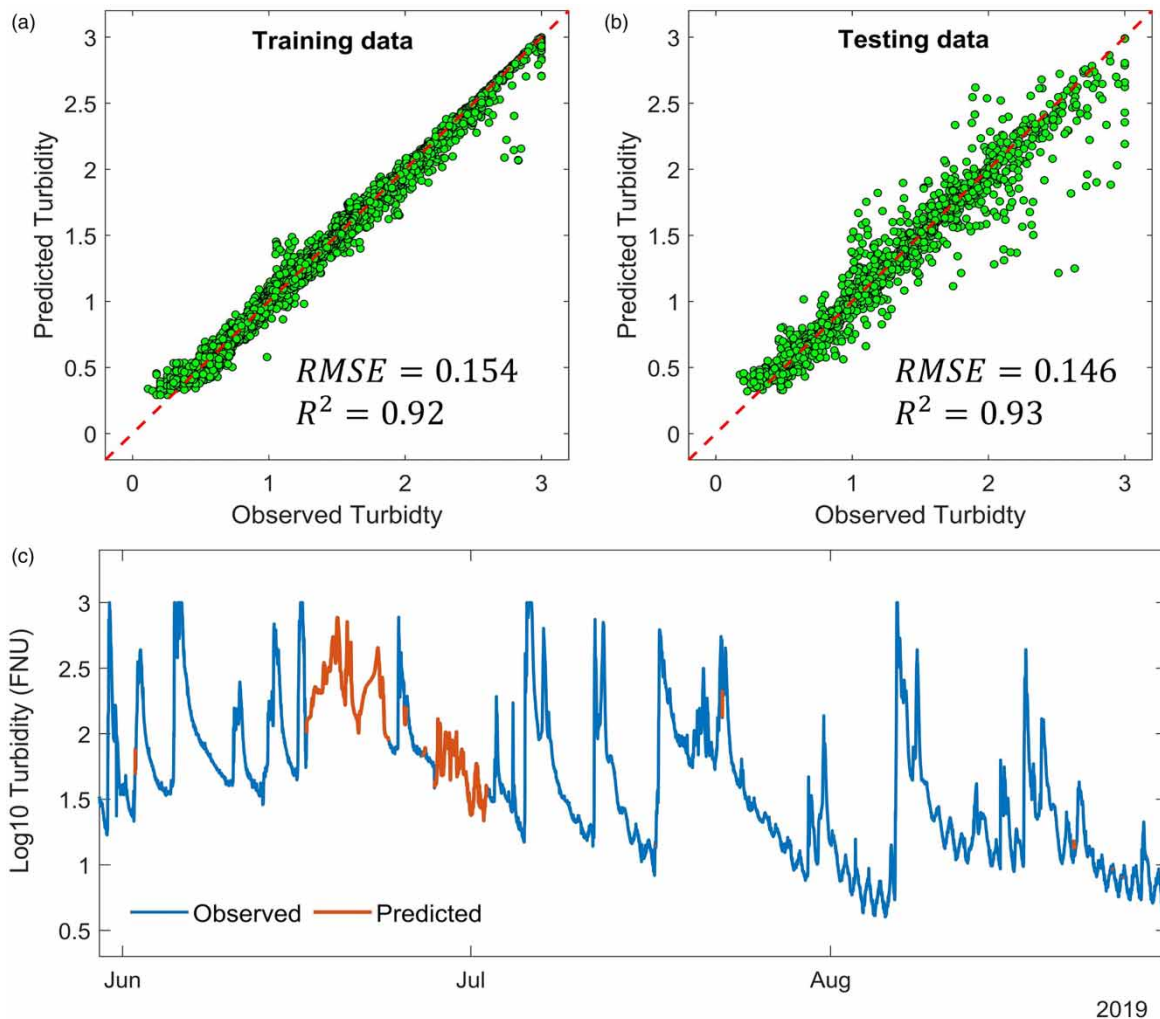 (a)
Training data
3
2.5
2
1.5
1
0.5
0
Predicted Turbidity
RMSE = 0.154
R² = 0.92
0 1 2 3
Observed Turbidty
(b)
Testing data
3
2.5
2
1.5
1
0.5
0
Predicted Turbidity
RMSE = 0.146
R² = 0.93
0 1 2 3
Observed Turbidty
(c)
3
2.5
2
1.5
1
0.5
Log10 Turbidity (FNU)
Observed Predicted
Jun Jul Aug
2019